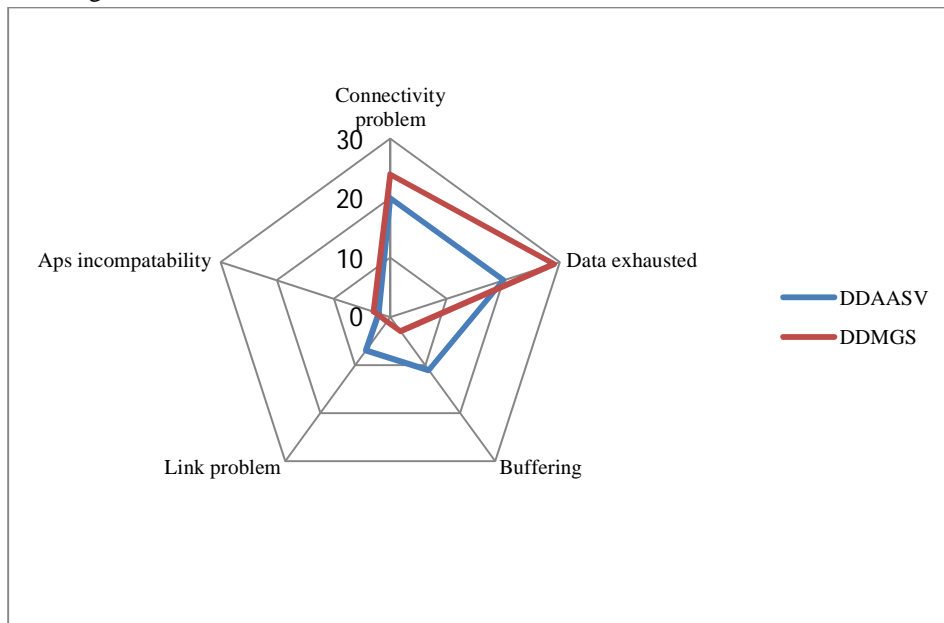 Connectivity
problem
30
20
10
0
Data exhausted
Buffering
Link problem
Aps incompatability
DDAASV
DDMGS